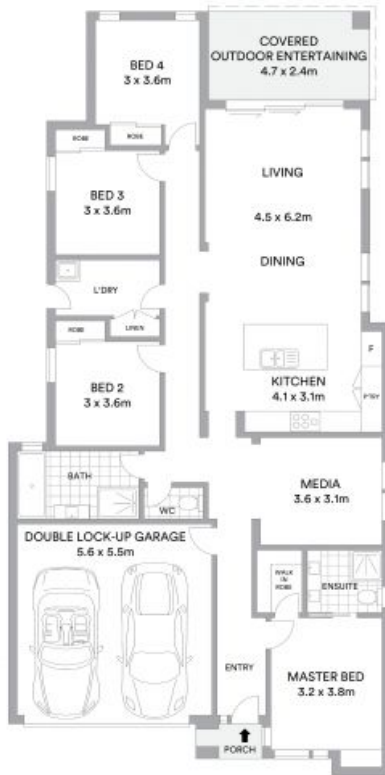 COVERED
OUTDOOR ENTERTAINING
4.7 x 2.4m
BED 4
3 x 3.6m
ROBE
ROBE
BED 3
3 x 3.6m
LIVING
4.5 x 6.2m
DINING
L'DRY
LINEN
ROBE
BED 2
3 x 3.6m
F
P'TRY
KITCHEN
4.1 x 3.1m
BATH
WC
MEDIA
3.6 x 3.1m
DOUBLE LOCK-UP GARAGE
5.6 x 5.5m
WALK
IN
ROBE
ENSUITE
ENTRY
MASTER BED
3.2 x 3.8m
PORCH